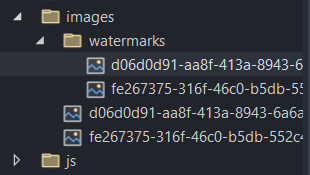 images
watermarks
d06d0d91-aa8f-413a-8943-6
fe267375-316f-46c0-b5db-55
d06d0d91-aa8f-413a-8943-6a6a
fe267375-316f-46c0-b5db-552c4
js